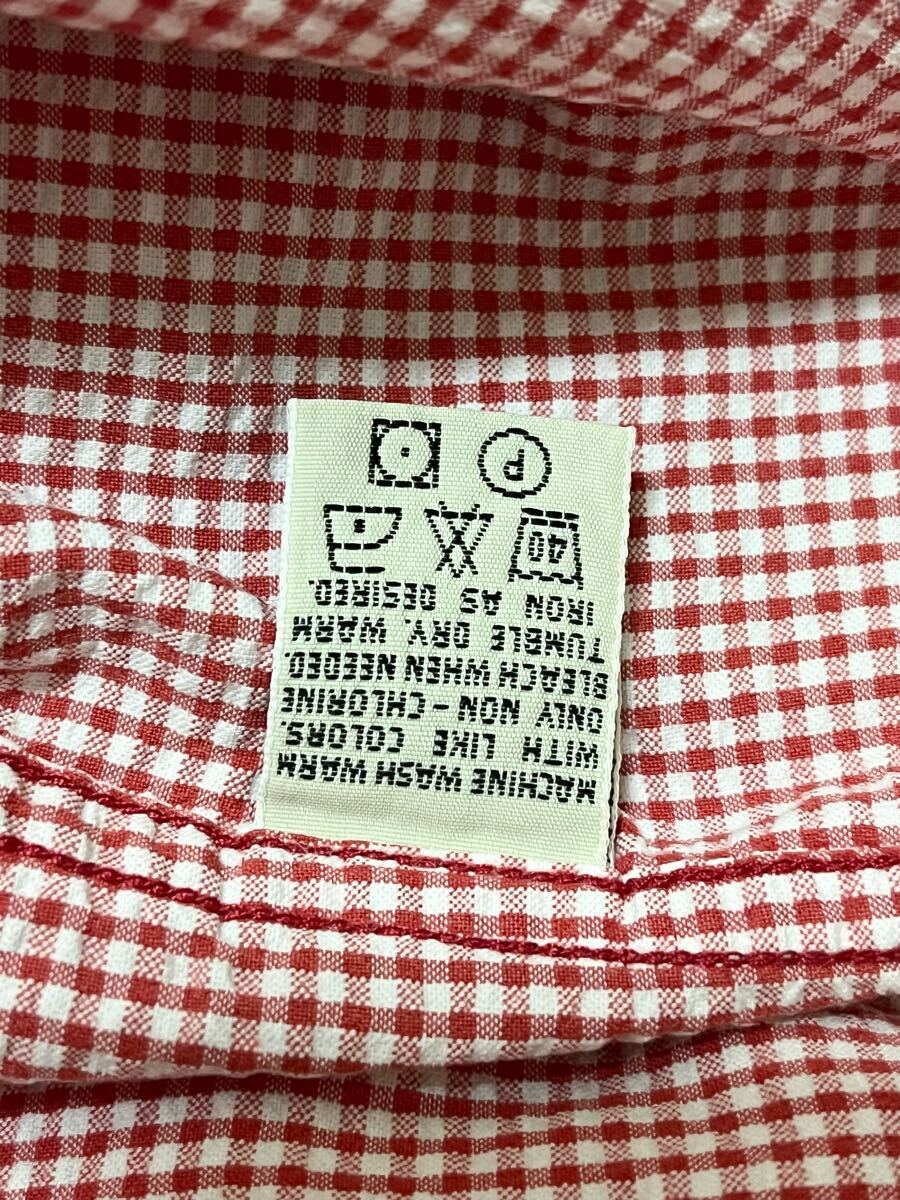 MACHINE WASH WARM
WITH LIKE COLORS.
ONLY NON-CHLORINE
BLEACH WHEN NEEDED.
TUMBLE DRY. WARM
IRON AS DESIRED.
40
P